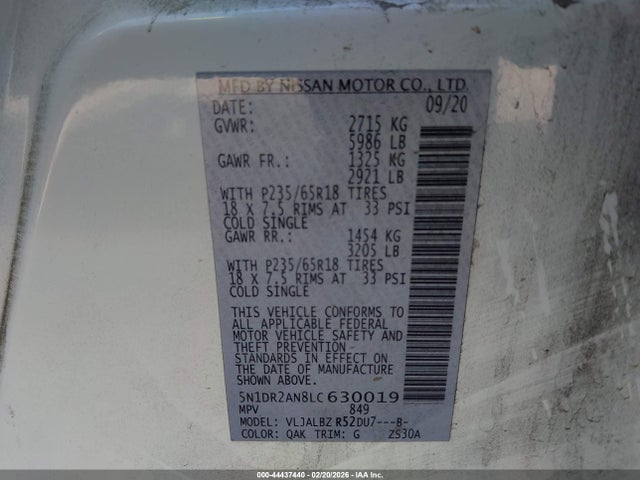 MFD BY NISSAN MOTOR CO., LTD.
DATE: 09/20
GVWR: 2715 KG
5986 LB
GAWR FR.: 1325 KG
2921 LB
WITH P235/65R18 TIRES
18 X 7.5 RIMS AT 33 PSI
COLD SINGLE
GAWR RR.: 1454 KG
3205 LB
WITH P235/65R18 TIRES
18 X 7.5 RIMS AT 33 PSI
COLD SINGLE
THIS VEHICLE CONFORMS TO
ALL APPLICABLE FEDERAL
MOTOR VEHICLE SAFETY AND
THEFT PREVENTION
STANDARDS IN EFFECT ON
THE DATE OF MANUFACTURE
SHOWN ABOVE.
5N1DR2AN8LC630019
MPV 849
MODEL: VLJALBZ R52DU7---B-
COLOR: QAK TRIM: G ZS30A
000-44437440 - 02/20/2026 - IAA Inc.